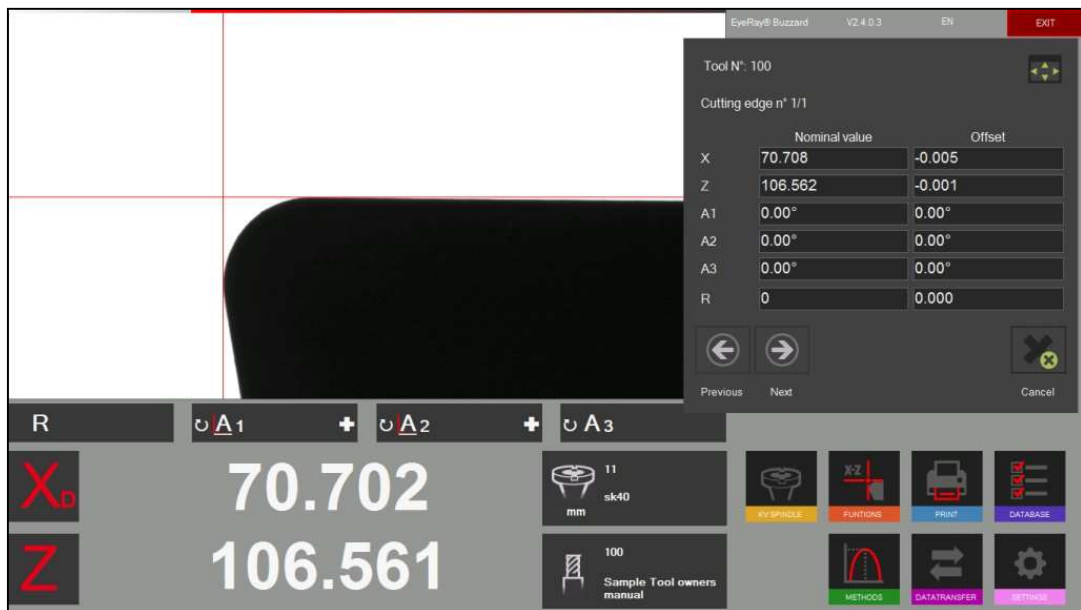 EyeRay® Buzzard V2.4.0.3 EN EXIT
Tool N°: 100
Cutting edge n° 1/1
Nominal value Offset
X 70.708 -0.005
Z 106.562 -0.001
A1 0.00° 0.00°
A2 0.00° 0.00°
A3 0.00° 0.00°
R 0 0.000
Previous Next Cancel
R A1 A2 A3
XD 70.702
11
sk40
mm
X-Z
KV SPINDLE FUNTIONS PRINT DATABASE
Z 106.561
100
Sample Tool owners
manual
METHODS DATATRANSFER SETTINGS